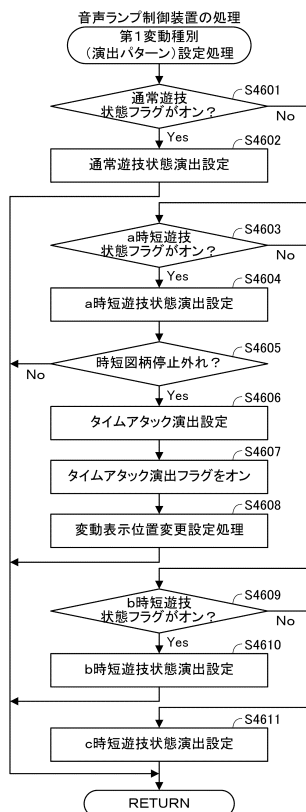 音声ランプ制御装置の処理
第1変動種別
(演出パターン)設定処理
S4601
通常遊技
状態フラグがオン?
No
Yes
S4602
通常遊技状態演出設定
S4603
a時短遊技
状態フラグがオン?
No
Yes
S4604
a時短遊技状態演出設定
S4605
時短図柄停止外れ?
No
Yes
S4606
タイムアタック演出設定
S4607
タイムアタック演出フラグをオン
S4608
変動表示位置変更設定処理
S4609
b時短遊技
状態フラグがオン?
No
Yes
S4610
b時短遊技状態演出設定
S4611
c時短遊技状態演出設定
RETURN